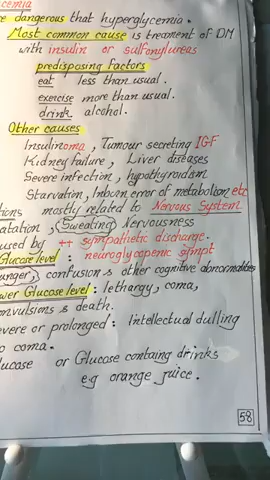 cemia
e dangerous that hyperglycemia.
Most common cause is treatment of DM
with insulin or sulfonylureas
predisposing factors
eat less than usual.
exercise more than usual.
drink alcohol.
Other causes
Insulinoma, Tumour secreting IGF
Kidney failure, Liver diseases
Severe infection, hypothyroidism
Starvation, Inborn error of metabolism etc
tions mostly related to Nervous System
atation, Sweating, Nervousness
used by ++ sympathetic discharge.
Glucose level : neuroglycopenic sympt
unger, confusion & other cognitive abnormalities
wer Glucose level : lethargy, coma,
onvulsions & death.
evere or prolonged : Intellectual dulling
o coma.
lucose or Glucose containg drinks
eg orange juice.
58